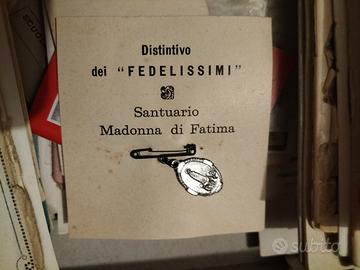 Distintivo
dei "FEDELISSIMI"
Santuario
Madonna di Fatima
subito